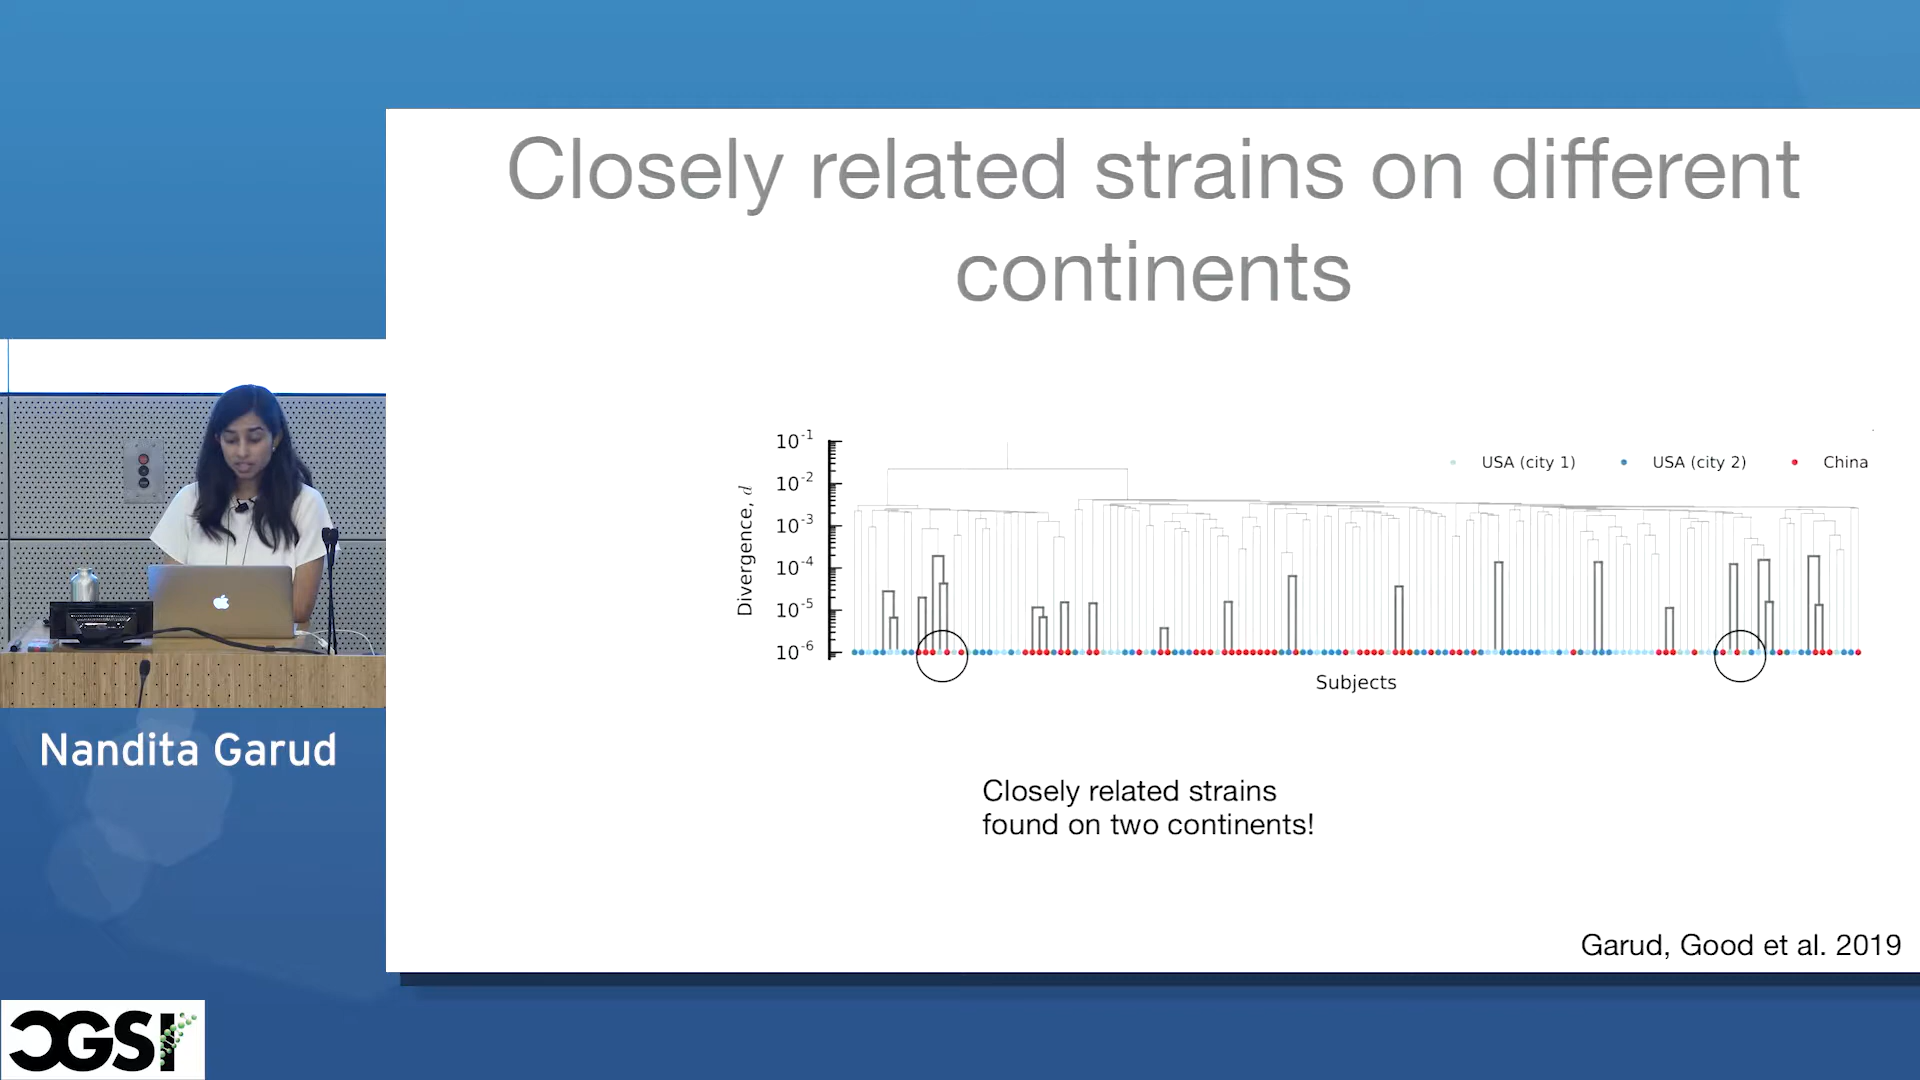 Closely related strains on different
continents
10-1
10-2
10-3
10-4
10-5
10-6
Divergence, d
USA (city 1)
USA (city 2)
China
Subjects
Closely related strains
found on two continents!
Garud, Good et al. 2019
Nandita Garud
CGSI